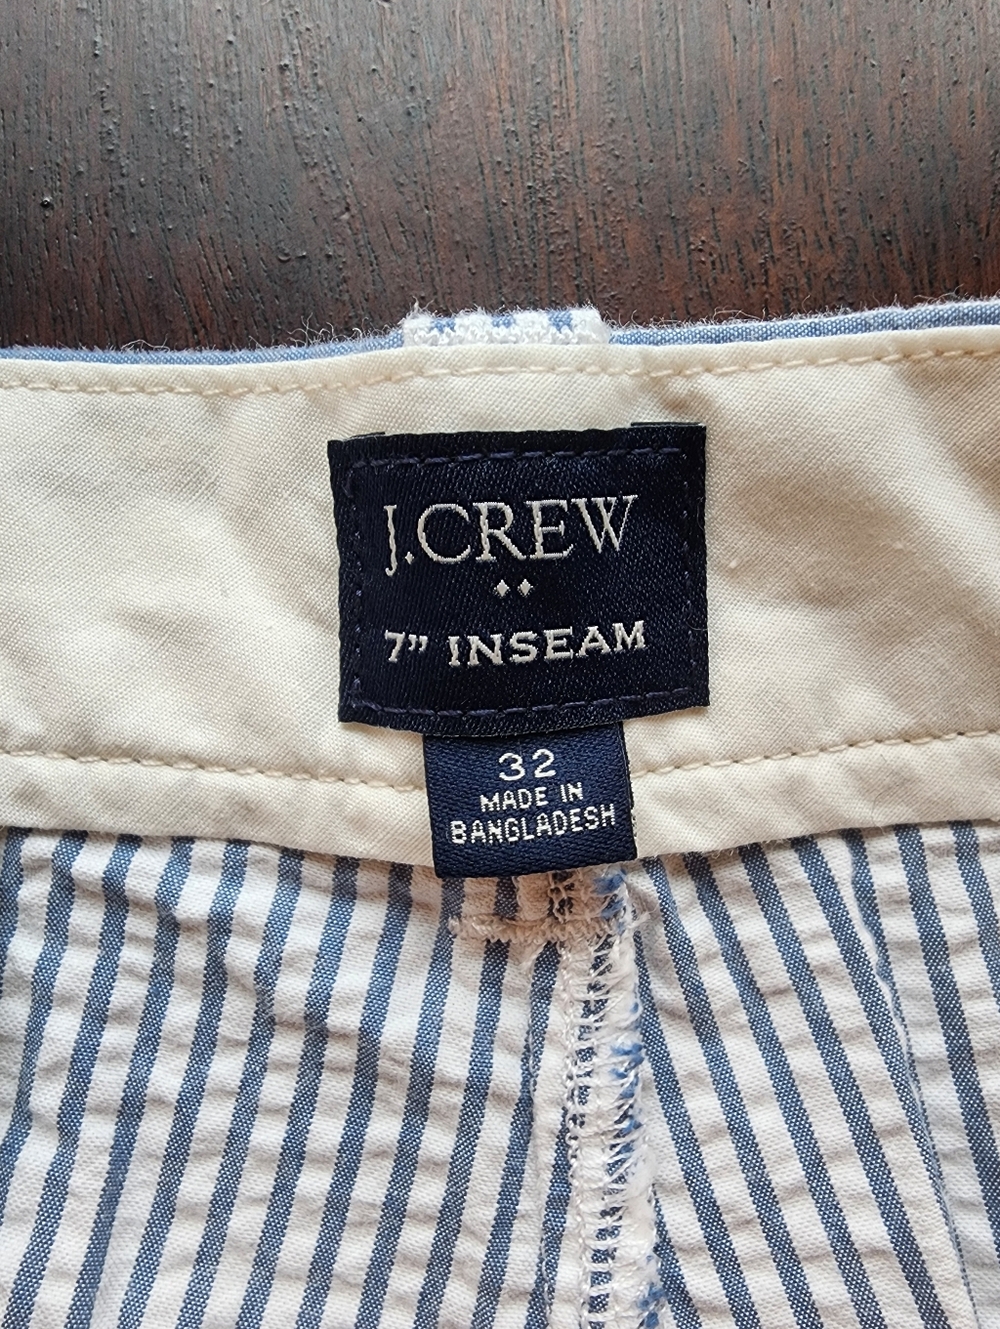 J.CREW
7" INSEAM
32
MADE IN
BANGLADESH